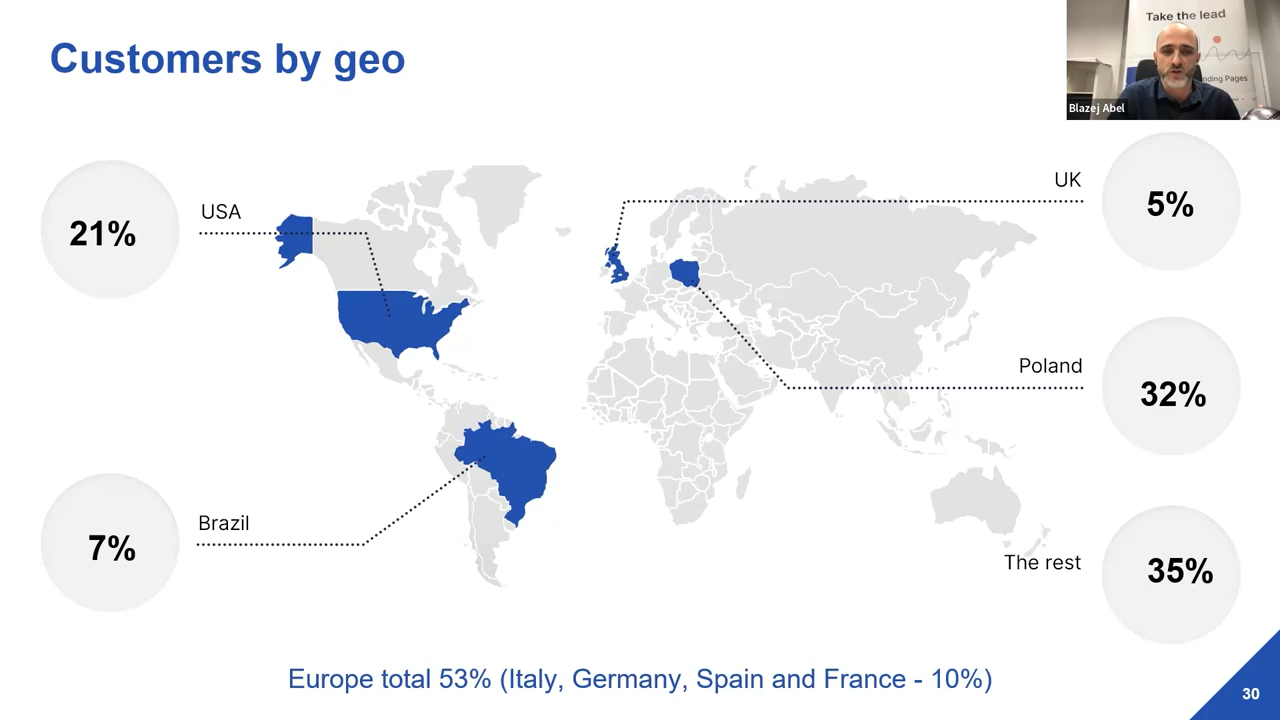 Customers by geo
Take the lead
nding Pages
Blazej Abel
21%
USA
UK
5%
Poland
32%
Brazil
7%
The rest
35%
Europe total 53% (Italy, Germany, Spain and France - 10%)
30